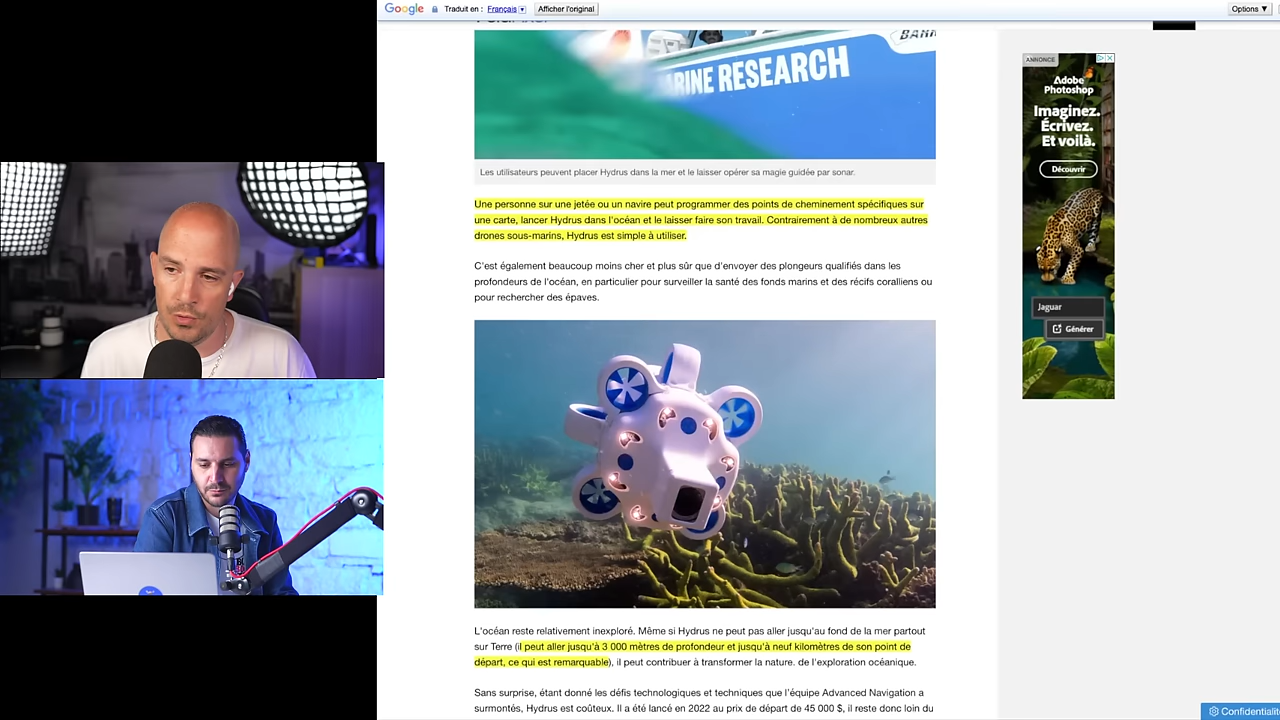 Google Traduit en : Français ▼ Afficher l'original Options ▼
BANK
ARINE RESEARCH
Les utilisateurs peuvent placer Hydrus dans la mer et le laisser opérer sa magie guidée par sonar.
Une personne sur une jetée ou un navire peut programmer des points de cheminement spécifiques sur
une carte, lancer Hydrus dans l'océan et le laisser faire son travail. Contrairement à de nombreux autres
drones sous-marins, Hydrus est simple à utiliser.
C'est également beaucoup moins cher et plus sûr que d'envoyer des plongeurs qualifiés dans les
profondeurs de l'océan, en particulier pour surveiller la santé des fonds marins et des récifs coralliens ou
pour rechercher des épaves.
L'océan reste relativement inexploré. Même si Hydrus ne peut pas aller jusqu'au fond de la mer partout
sur Terre (il peut aller jusqu'à 3 000 mètres de profondeur et jusqu'à neuf kilomètres de son point de
départ, ce qui est remarquable), il peut contribuer à transformer la nature. de l'exploration océanique.
Sans surprise, étant donné les défis technologiques et techniques que l'équipe Advanced Navigation a
surmontés, Hydrus est coûteux. Il a été lancé en 2022 au prix de départ de 45 000 $, il reste donc loin du
ANNONCE
Adobe
Photoshop
Imaginez.
Écrivez.
Et voilà.
Découvrir
Jaguar
Générer
Confidentialit